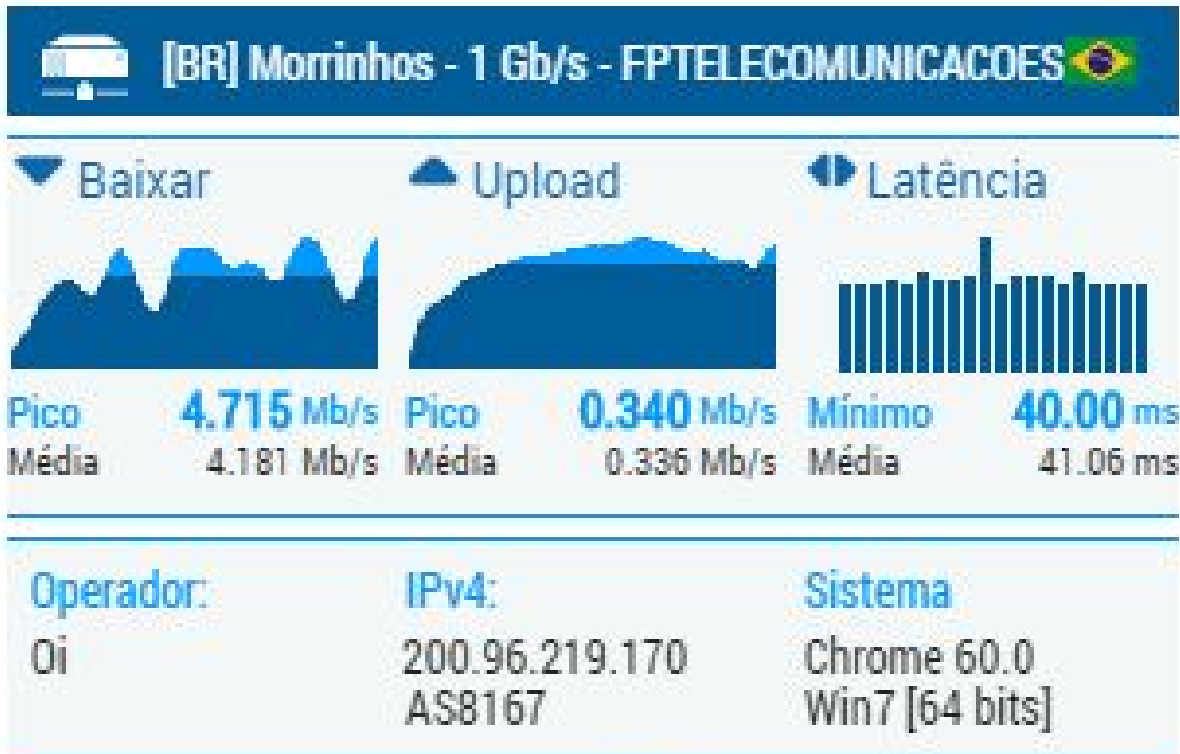 [BR] Morrinhos - 1 Gb/s - FPTELECOMUNICACOES
Baixar Upload Latência
Pico 4.715 Mb/s Pico 0.340 Mb/s Mínimo 40.00 ms
Média 4.181 Mb/s Média 0.336 Mb/s Média 41.06 ms
Operador: IPv4: Sistema
Oi 200.96.219.170 Chrome 60.0
AS8167 Win7 [64 bits]